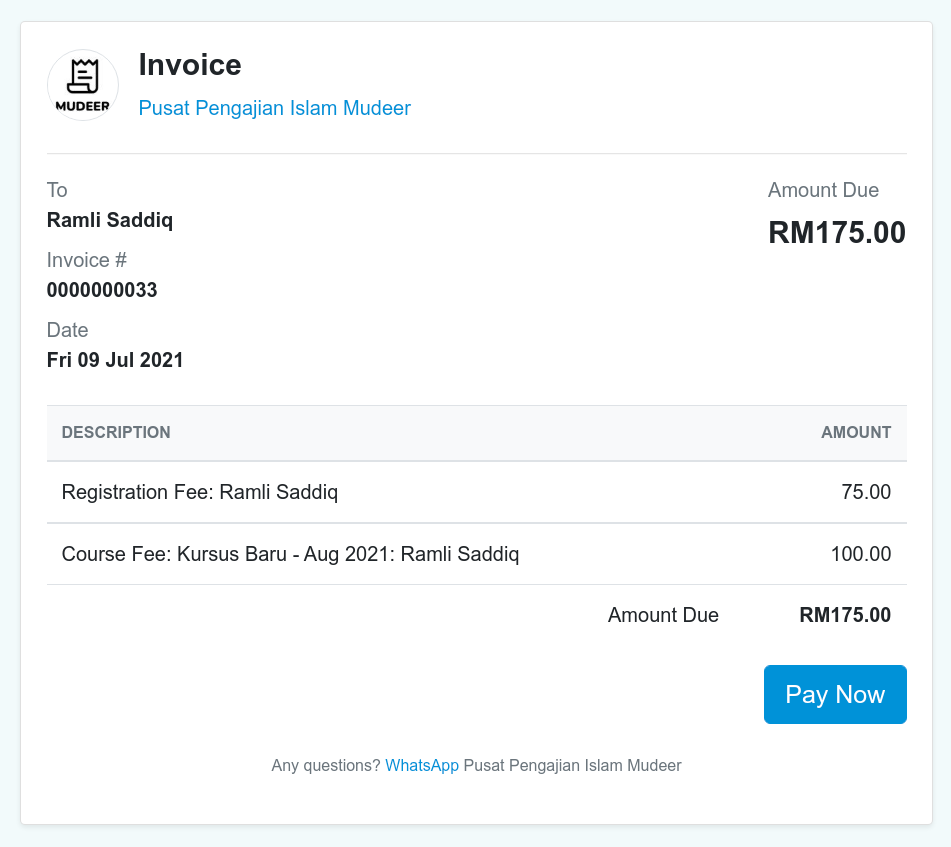 MUDEER
Invoice
Pusat Pengajian Islam Mudeer
To
Ramli Saddiq
Invoice #
0000000033
Date
Fri 09 Jul 2021
Amount Due
RM175.00
DESCRIPTION AMOUNT
Registration Fee: Ramli Saddiq 75.00
Course Fee: Kursus Baru - Aug 2021: Ramli Saddiq 100.00
Amount Due RM175.00
Pay Now
Any questions? WhatsApp Pusat Pengajian Islam Mudeer